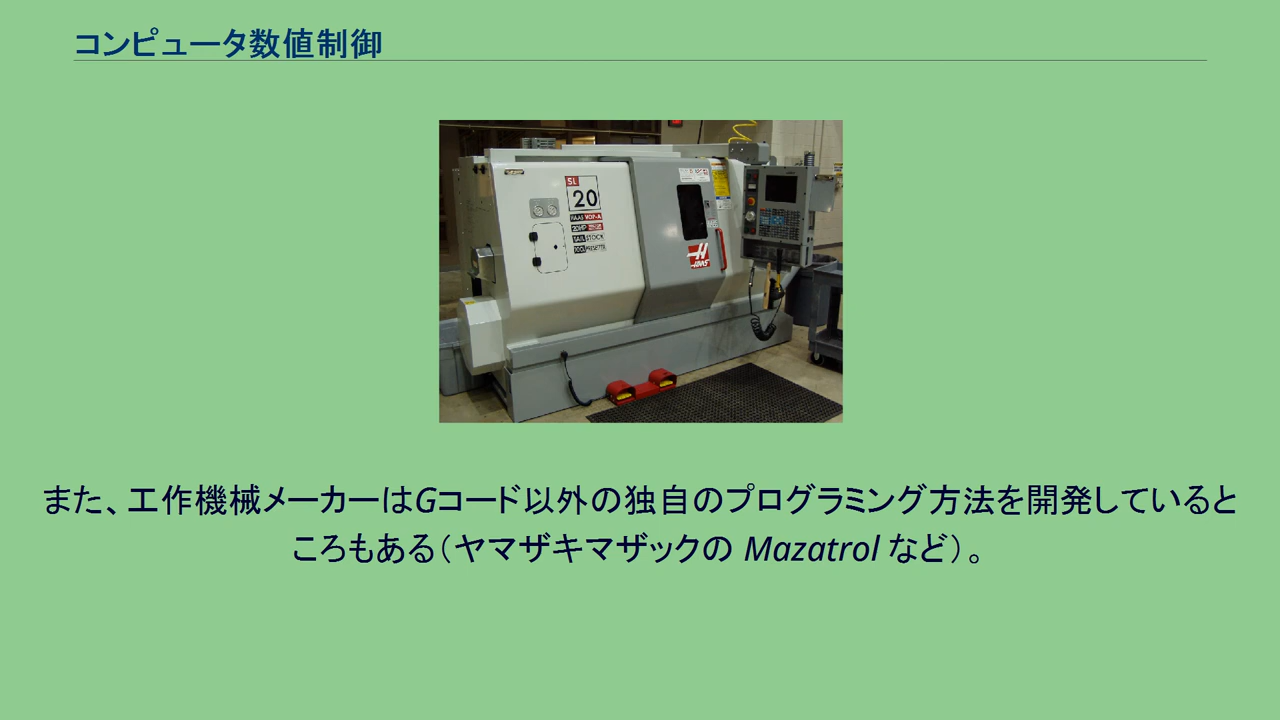 コンピュータ数値制御
SL
20
HAAS
また、工作機械メーカーはGコード以外の独自のプログラミング方法を開発していると
ころもある（ヤマザキマザックの Mazatrol など）。